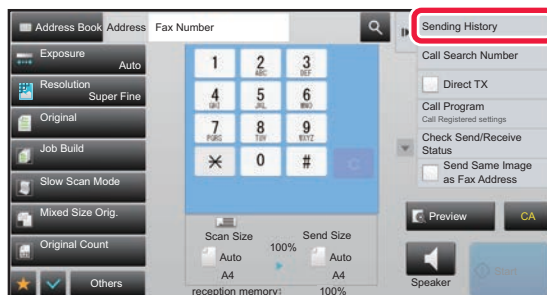 Address Book Address Fax Number
Sending History
Exposure
Auto
Call Search Number
Resolution
Super Fine
Direct TX
Original
Call Program
Call Registered settings
Job Build
Check Send/Receive
Status
Slow Scan Mode
Send Same Image
as Fax Address
Mixed Size Orig.
Original Count
Others
1
2 ABC
3 DEF
4 GHI
5 JKL
6 MNO
7 PQRS
8 TUV
9 WXYZ
0
#
C
Scan Size
100%
Send Size
Auto
A4
Auto
A4
reception memory: 100%
Preview
CA
Speaker
Start